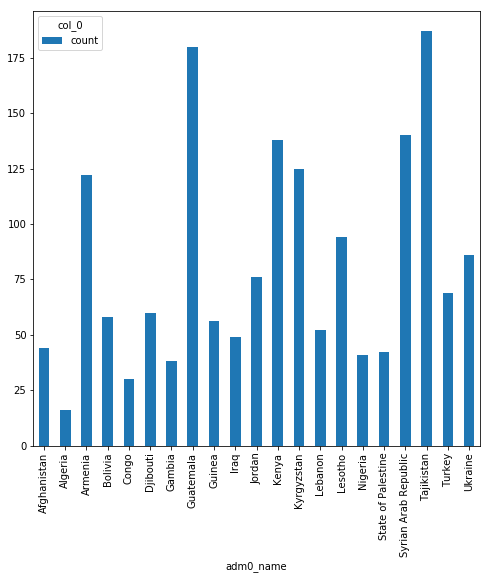 col_0
count
175
150
125
100
75
50
25
0
Afghanistan
Algeria
Armenia
Bolivia
Congo
Djibouti
Gambia
Guatemala
Guinea
Iraq
Jordan
Kenya
Kyrgyzstan
Lebanon
Lesotho
Nigeria
State of Palestine
Syrian Arab Republic
Tajikistan
Turkey
Ukraine
adm0_name